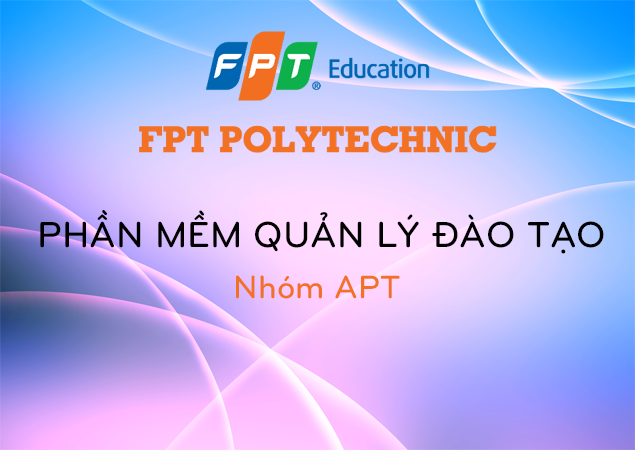 FPT® Education
FPT POLYTECHNIC
PHẦN MỀM QUẢN LÝ ĐÀO TẠO
Nhóm APT